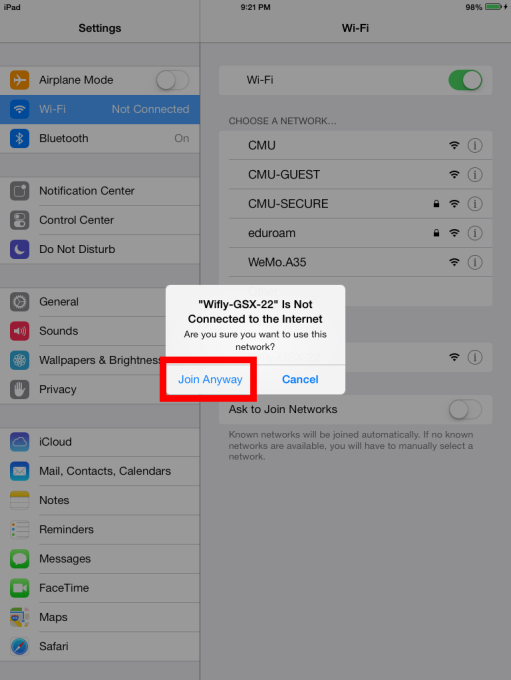 iPad 9:21 PM 98%
Settings
Wi-Fi
Airplane Mode
Wi-Fi Not Connected
Bluetooth On
Notification Center
Control Center
Do Not Disturb
General
Sounds
Wallpapers & Brightness
Privacy
iCloud
Mail, Contacts, Calendars
Notes
Reminders
Messages
FaceTime
Maps
Safari
Wi-Fi
CHOOSE A NETWORK...
CMU
CMU-GUEST
CMU-SECURE
eduroam
WeMo.A35
"Wifly-GSX-22" Is Not
Connected to the Internet
Are you sure you want to use this
network?
Join Anyway Cancel
Ask to Join Networks
Known networks will be joined automatically. If no known
networks are available, you will have to manually select a
network.